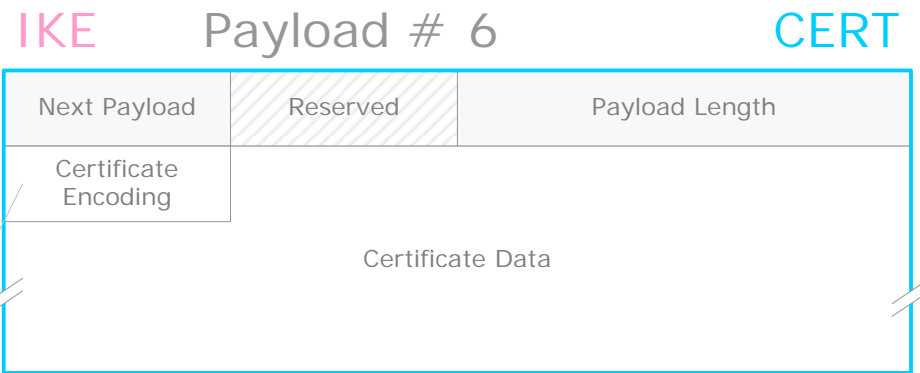 IKE Payload # 6 CERT
Next Payload Reserved Payload Length
Certificate
Encoding
Certificate Data